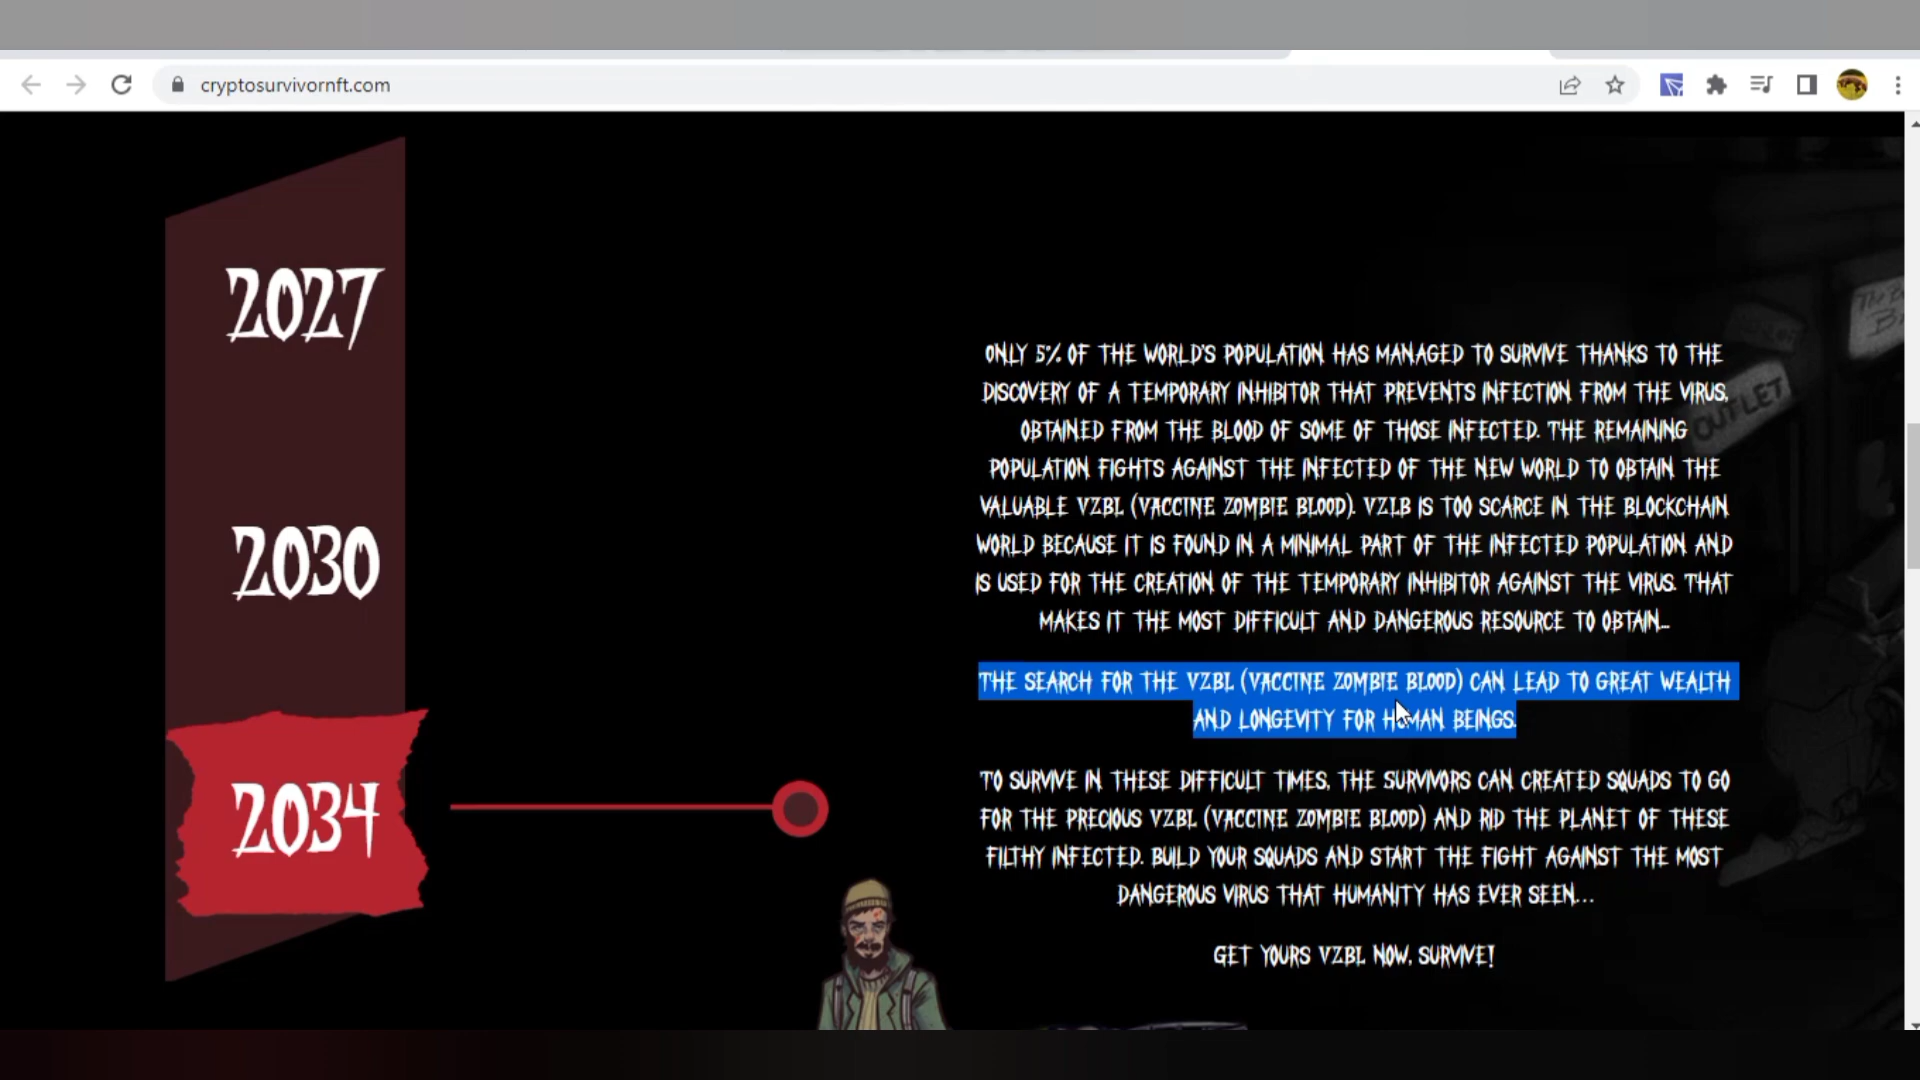 cryptosurvivornft.com
2027
2030
2034
ONLY 5% OF THE WORLD'S POPULATION HAS MANAGED TO SURVIVE THANKS TO THE
DISCOVERY OF A TEMPORARY INHIBITOR THAT PREVENTS INFECTION FROM THE VIRUS,
OBTAINED FROM THE BLOOD OF SOME OF THOSE INFECTED. THE REMAINING
POPULATION FIGHTS AGAINST THE INFECTED OF THE NEW WORLD TO OBTAIN THE
VALUABLE VZBL (VACCINE ZOMBIE BLOOD). VZLB IS TOO SCARCE IN THE BLOCKCHAIN
WORLD BECAUSE IT IS FOUND IN A MINIMAL PART OF THE INFECTED POPULATION AND
IS USED FOR THE CREATION OF THE TEMPORARY INHIBITOR AGAINST THE VIRUS. THAT
MAKES IT THE MOST DIFFICULT AND DANGEROUS RESOURCE TO OBTAIN...
THE SEARCH FOR THE VZBL (VACCINE ZOMBIE BLOOD) CAN LEAD TO GREAT WEALTH
AND LONGEVITY FOR HUMAN BEINGS.
TO SURVIVE IN THESE DIFFICULT TIMES, THE SURVIVORS CAN CREATED SQUADS TO GO
FOR THE PRECIOUS VZBL (VACCINE ZOMBIE BLOOD) AND RID THE PLANET OF THESE
FILTHY INFECTED. BUILD YOUR SQUADS AND START THE FIGHT AGAINST THE MOST
DANGEROUS VIRUS THAT HUMANITY HAS EVER SEEN...
GET YOURS VZBL NOW, SURVIVE!
OUTLET